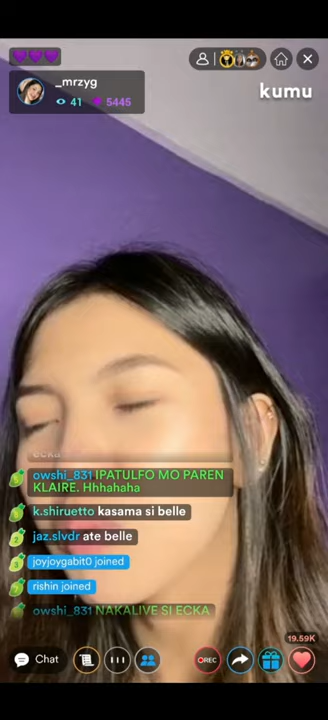 _mrzyg
41 5445
kumu
ecka
owshi_831 IPATULFO MO PAREN
KLAIRE. Hhhahaha
k.shiruetto kasama si belle
jaz.slvdr ate belle
joyjoygabit0 joined
rishin joined
owshi_831 NAKALIVE SI ECKA
19.59K
Chat
REC